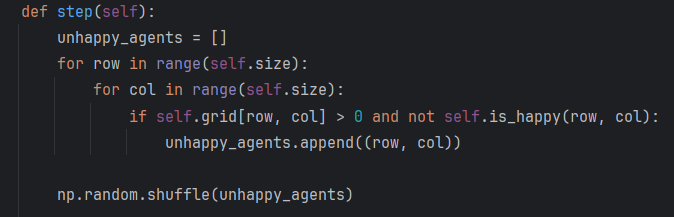 def step(self):
    unhappy_agents = []
    for row in range(self.size):
        for col in range(self.size):
            if self.grid[row, col] > 0 and not self.is_happy(row, col):
                unhappy_agents.append((row, col))

    np.random.shuffle(unhappy_agents)